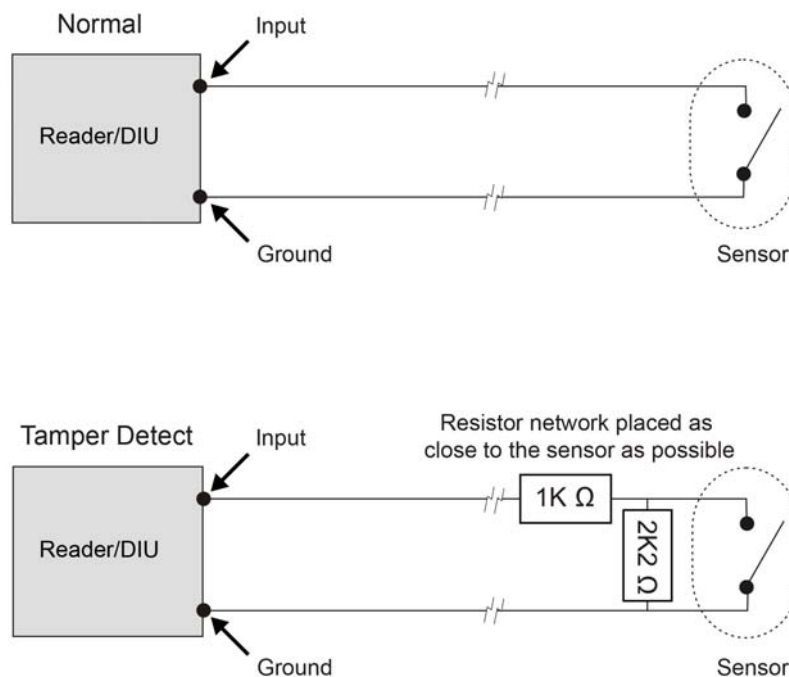 Normal
Input
Reader/DIU
Ground
Sensor
Resistor network placed as
close to the sensor as possible
Tamper Detect
Input
1K Ω
Reader/DIU
2K2 Ω
Ground
Sensor